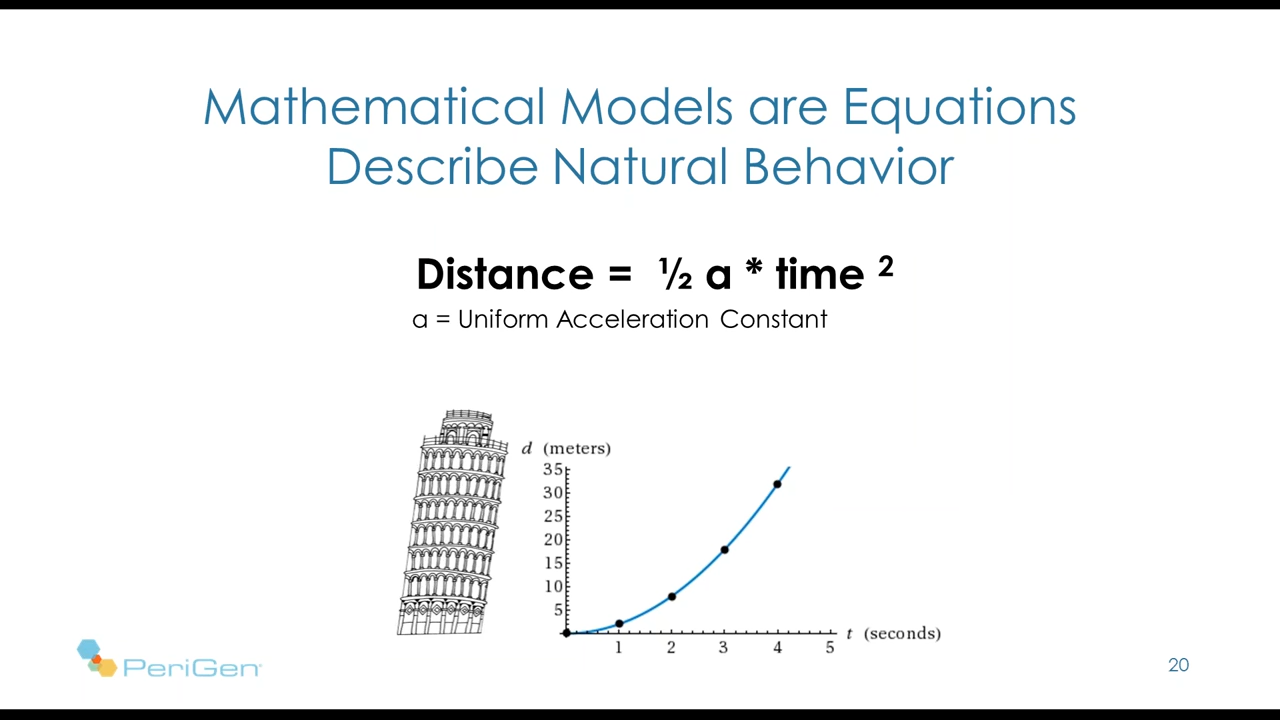 Mathematical Models are Equations
Describe Natural Behavior
Distance = ½ a * time ²
a = Uniform Acceleration Constant
d (meters)
35
30
25
20
15
10
5
1 2 3 4 5
t (seconds)
PeriGen
20